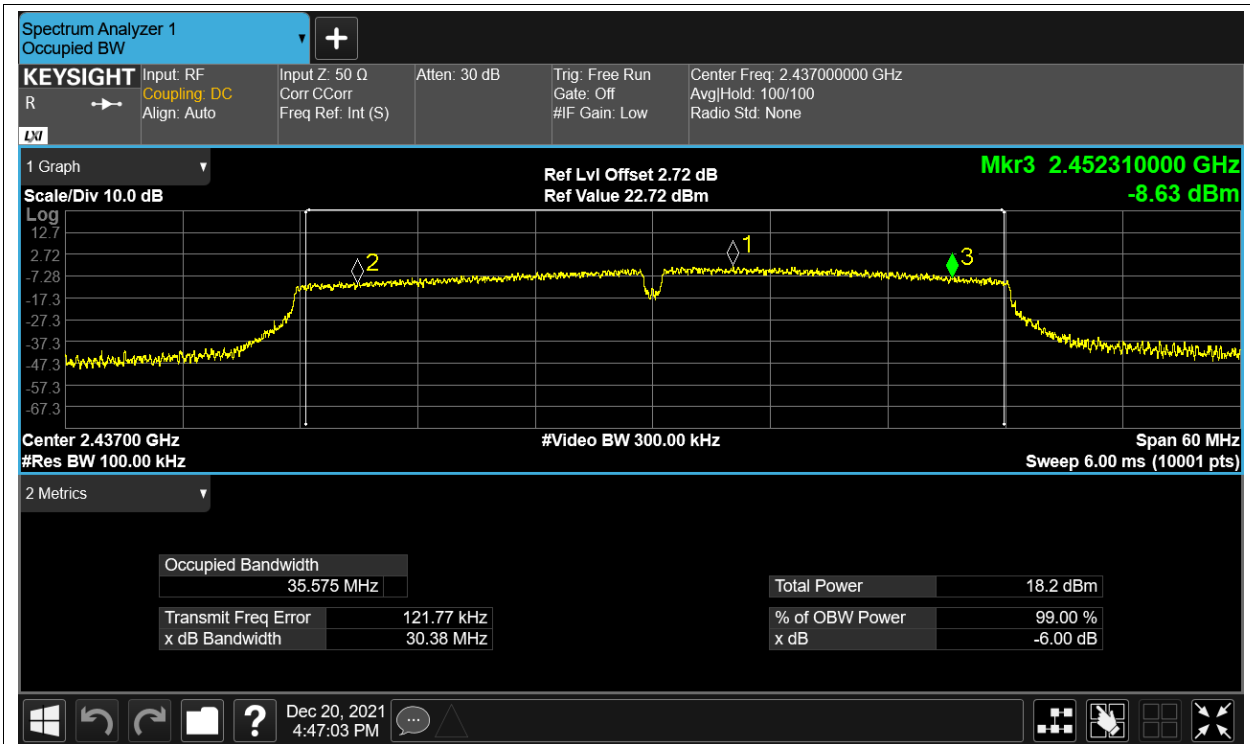 Spectrum Analyzer 1
Occupied BW
KEYSIGHT
R
LXI
Input: RF
Coupling: DC
Align: Auto
Input Z: 50 Ω
Corr CCorr
Freq Ref: Int (S)
Atten: 30 dB
Trig: Free Run
Gate: Off
#IF Gain: Low
Center Freq: 2.437000000 GHz
Avg|Hold: 100/100
Radio Std: None
1 Graph
Scale/Div 10.0 dB
Ref Lvl Offset 2.72 dB
Ref Value 22.72 dBm
Mkr3 2.452310000 GHz
-8.63 dBm
Log
12.7
2.72
-7.28
-17.3
-27.3
-37.3
-47.3
-57.3
-67.3
2
1
3
Center 2.43700 GHz
#Res BW 100.00 kHz
#Video BW 300.00 kHz
Span 60 MHz
Sweep 6.00 ms (10001 pts)
2 Metrics
Occupied Bandwidth
35.575 MHz
Transmit Freq Error 121.77 kHz
x dB Bandwidth 30.38 MHz
Total Power 18.2 dBm
% of OBW Power 99.00 %
x dB -6.00 dB
?
Dec 20, 2021
4:47:03 PM